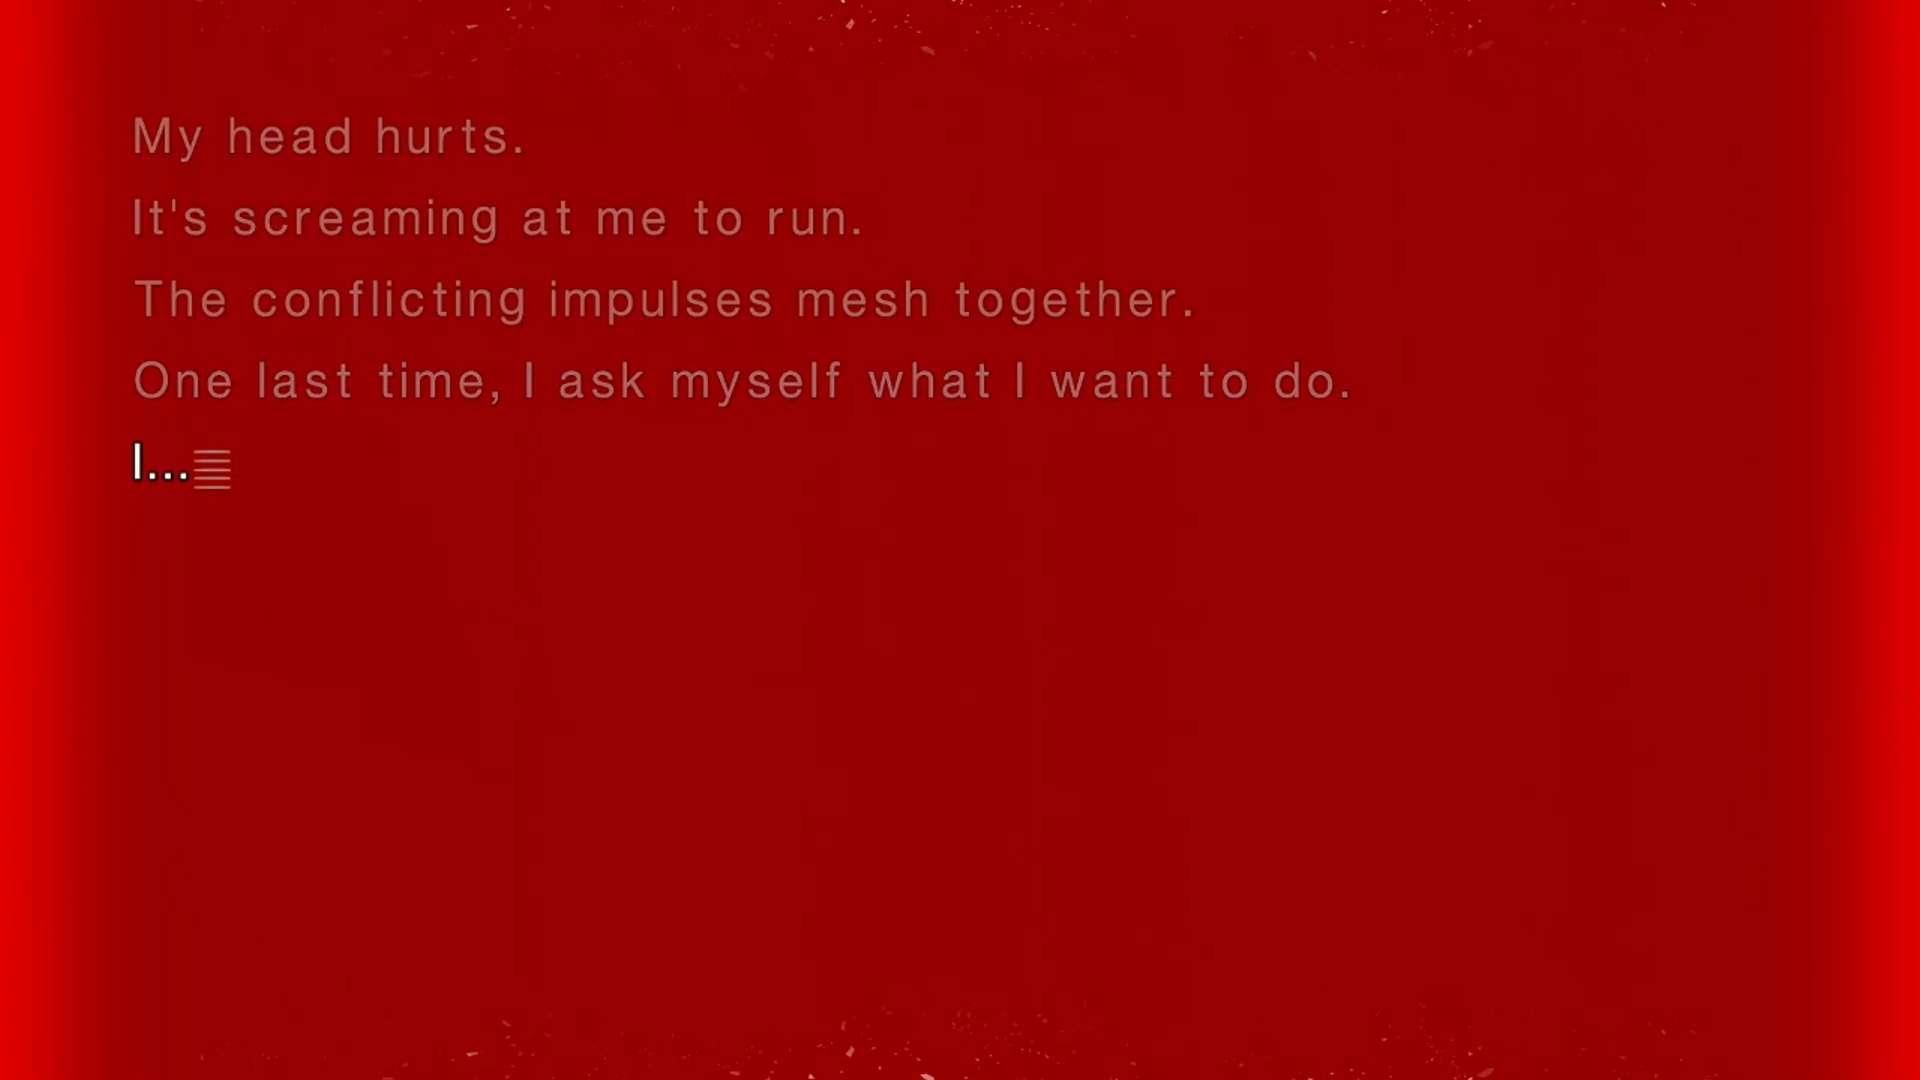 My head hurts.
It's screaming at me to run.
The conflicting impulses mesh together.
One last time, I ask myself what I want to do.
I...